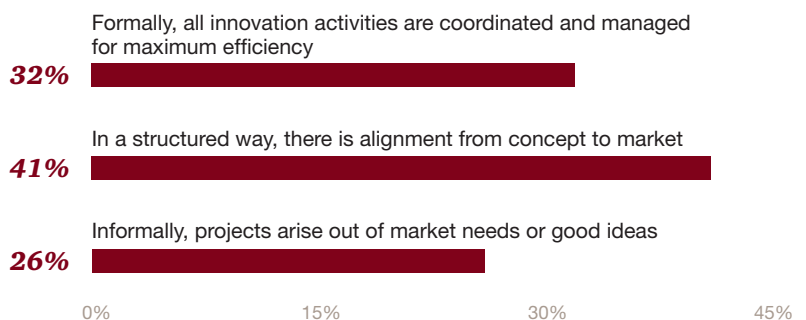 Formally, all innovation activities are coordinated and managed
for maximum efficiency
32%
In a structured way, there is alignment from concept to market
41%
Informally, projects arise out of market needs or good ideas
26%
0% 15% 30% 45%